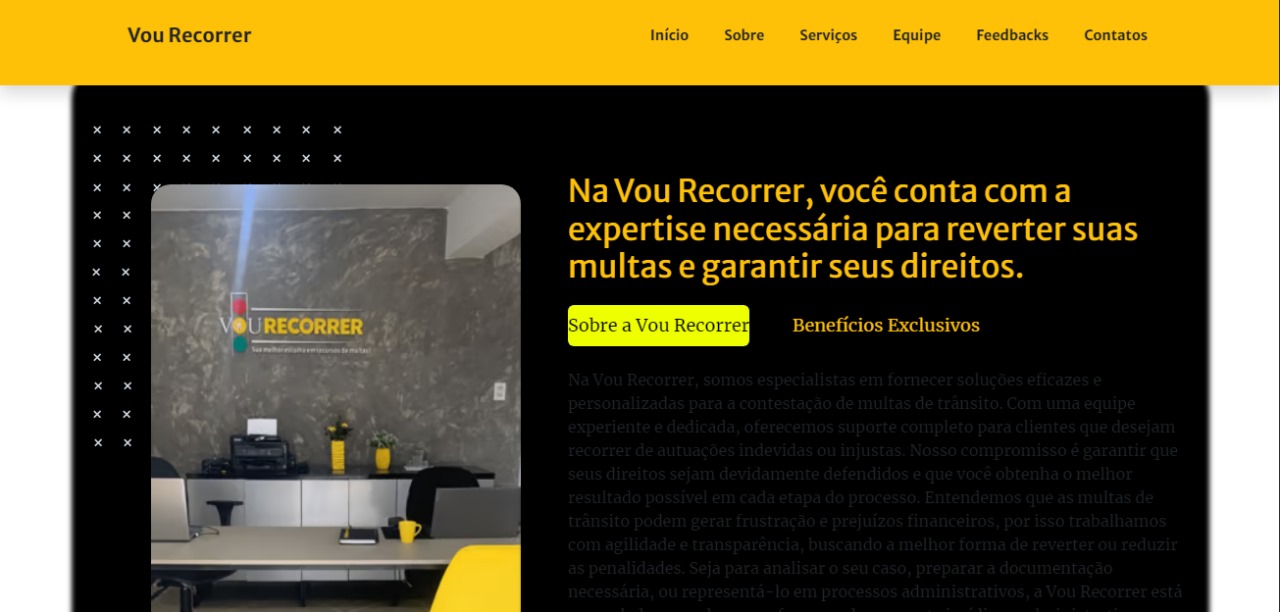 Vou Recorrer
Início Sobre Serviços Equipe Feedbacks Contatos
Na Vou Recorrer, você conta com a
expertise necessária para reverter suas
multas e garantir seus direitos.
VOURECORRER
Sua melhor escolha em recursos de multas!
Sobre a Vou Recorrer Benefícios Exclusivos
Na Vou Recorrer, somos especialistas em fornecer soluções eficazes e
personalizadas para a contestação de multas de trânsito. Com uma equipe
experiente e dedicada, oferecemos suporte completo para clientes que desejam
recorrer de autuações indevidas ou injustas. Nosso compromisso é garantir que
seus direitos sejam devidamente defendidos e que você obtenha o melhor
resultado possível em cada etapa do processo. Entendemos que as multas de
trânsito podem gerar frustração e prejuízos financeiros, por isso trabalhamos
com agilidade e transparência, buscando a melhor forma de reverter ou reduzir
as penalidades. Seja para analisar o seu caso, preparar a documentação
necessária, ou representá-lo em processos administrativos, a Vou Recorrer está